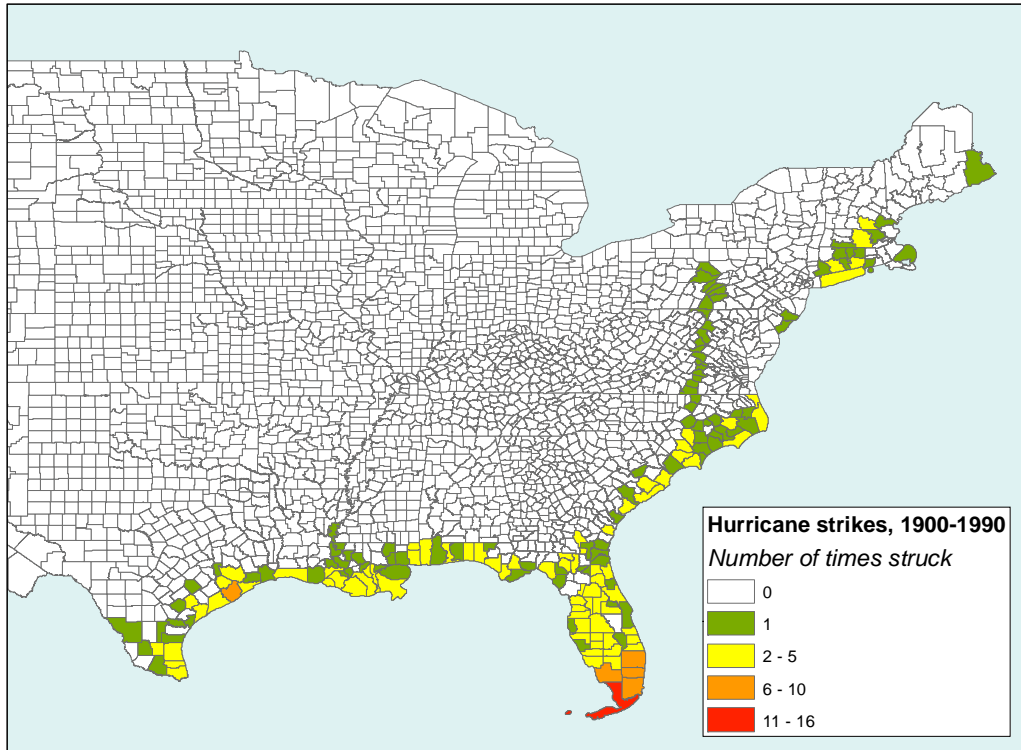 Hurricane strikes, 1900-1990
Number of times struck
0
1
2 - 5
6 - 10
11 - 16